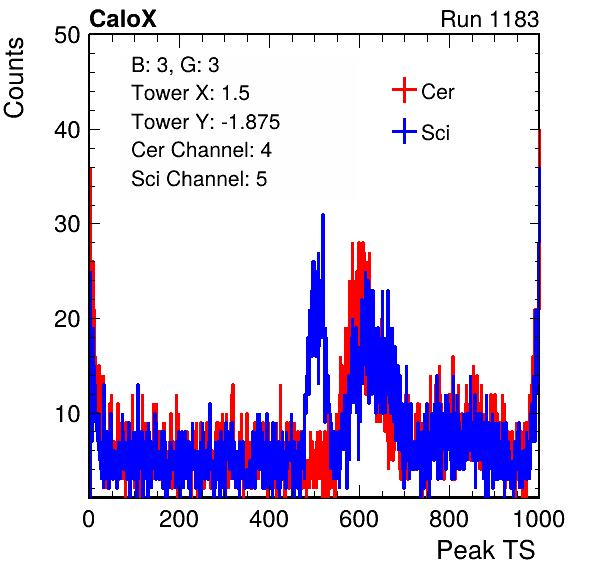 CaloX Run 1183
Counts
50
40
30
20
10
B: 3, G: 3
Tower X: 1.5
Tower Y: -1.875
Cer Channel: 4
Sci Channel: 5
Cer
Sci
0 200 400 600 800 1000
Peak TS